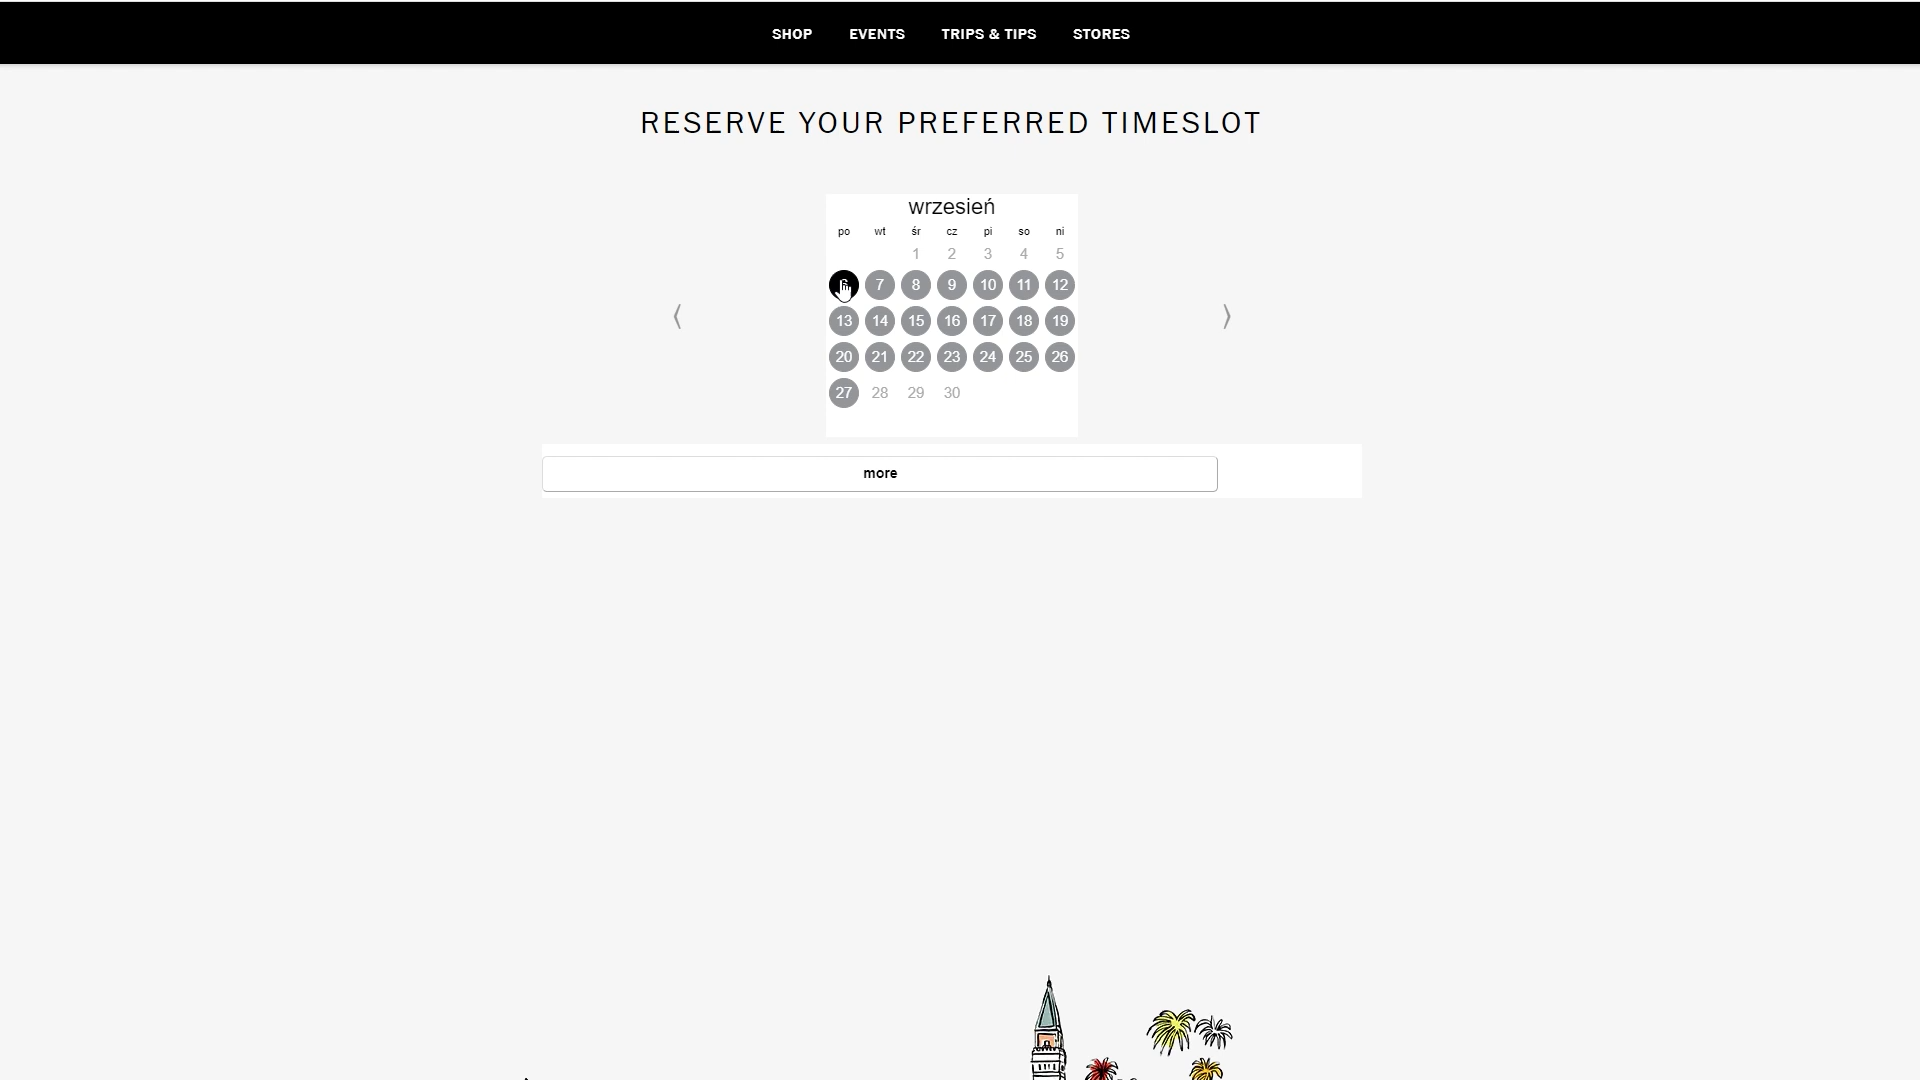 SHOP EVENTS TRIPS & TIPS STORES
RESERVE YOUR PREFERRED TIMESLOT
wrzesień
po wt śr cz pi so ni
1 2 3 4 5
7 8 9 10 11 12
13 14 15 16 17 18 19
20 21 22 23 24 25 26
27 28 29 30
more